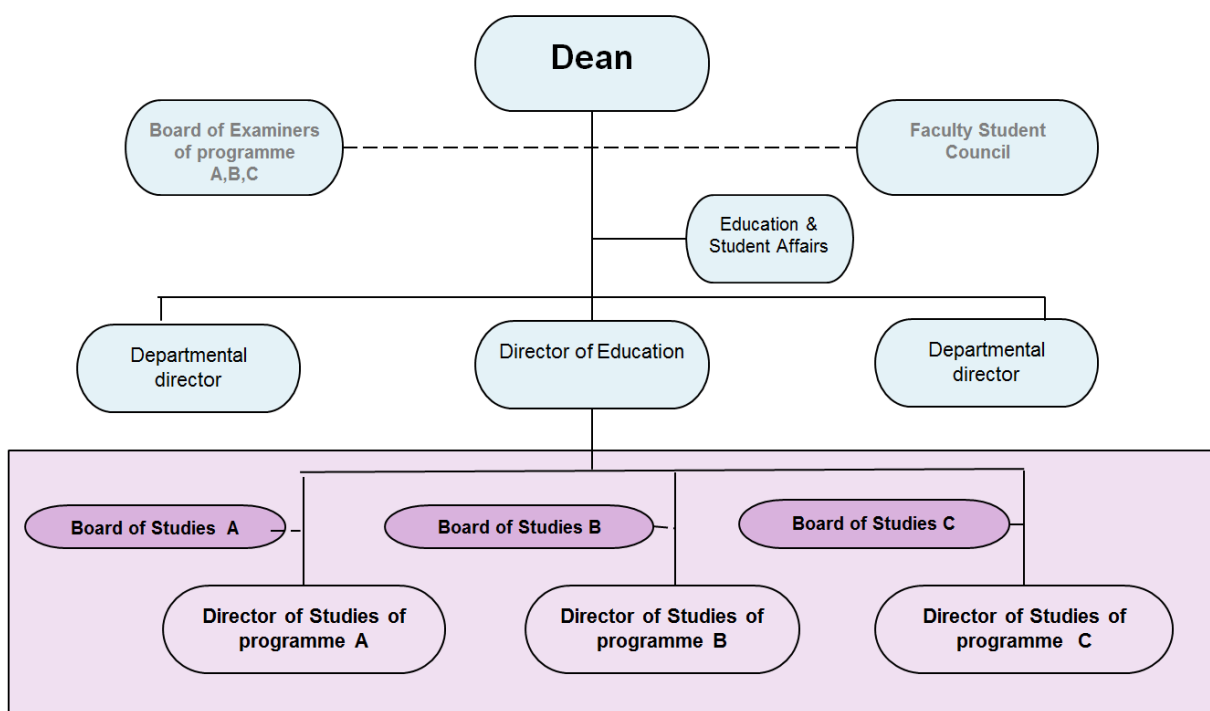 Dean
Board of Examiners
of programme
A,B,C
Faculty Student
Council
Education &
Student Affairs
Departmental
director
Director of Education
Departmental
director
Board of Studies A
Board of Studies B
Board of Studies C
Director of Studies of
programme A
Director of Studies of
programme B
Director of Studies of
programme C